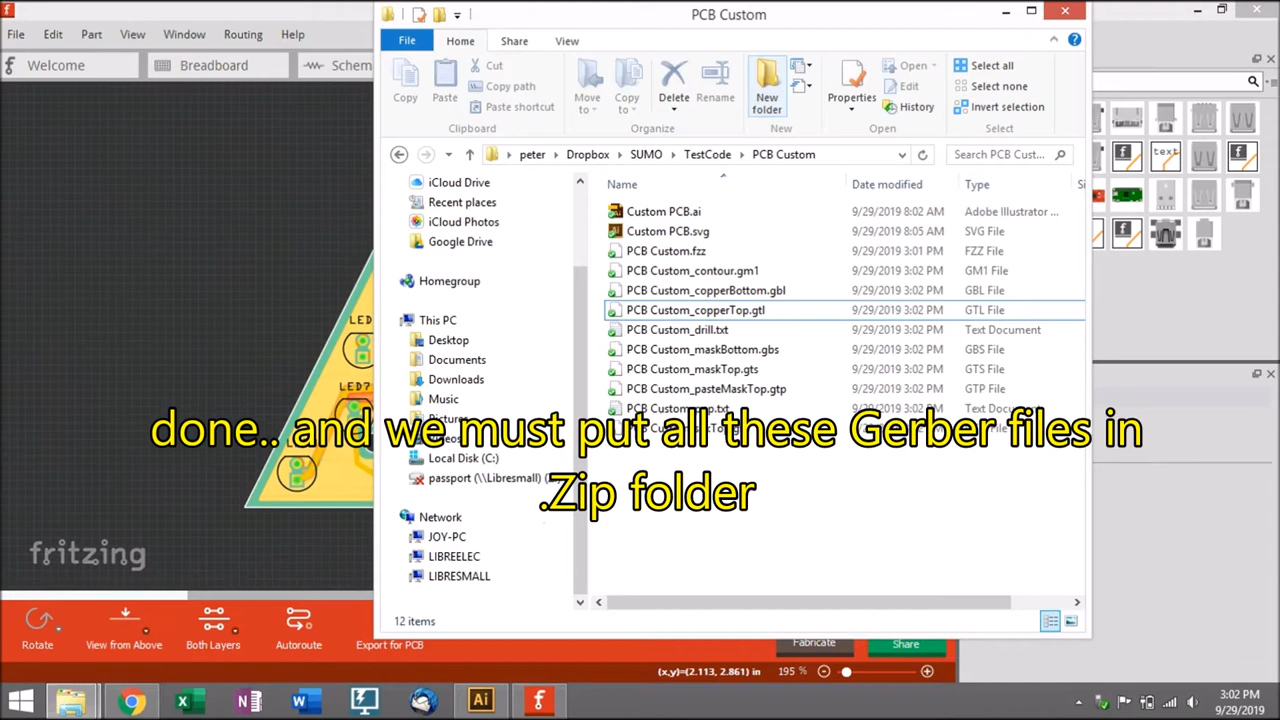 PCB Custom
File Edit Part View Window Routing Help
File Home Share View
Welcome Breadboard Schem
Copy Paste Cut Copy path Paste shortcut
Clipboard
Move to Copy to Delete Rename
Organize
New folder
New
Properties Open Edit History
Open
Select all
Select none
Invert selection
Select
peter Dropbox SUMO TestCode PCB Custom
Search PCB Cust...
iCloud Drive
Recent places
iCloud Photos
Google Drive
Homegroup
This PC
Desktop
Documents
Downloads
Music
Pictures
Local Disk (C:)
passport (\\Libresmall) (
Network
JOY-PC
LIBREELEC
LIBRESMALL
Name Date modified Type Si
Custom PCB.ai 9/29/2019 8:02 AM Adobe Illustrator ...
Custom PCB.svg 9/29/2019 8:05 AM SVG File
PCB Custom.fzz 9/29/2019 3:01 PM FZZ File
PCB Custom_contour.gm1 9/29/2019 3:02 PM GM1 File
PCB Custom_copperBottom.gbl 9/29/2019 3:02 PM GBL File
PCB Custom_copperTop.gtl 9/29/2019 3:02 PM GTL File
PCB Custom_drill.txt 9/29/2019 3:02 PM Text Document
PCB Custom_maskBottom.gbs 9/29/2019 3:02 PM GBS File
PCB Custom_maskTop.gts 9/29/2019 3:02 PM GTS File
PCB Custom_pasteMaskTop.gtp 9/29/2019 3:02 PM GTP File
9/29/2019 3:02 PM Text Document
done.. and we must put all these Gerber files in
.Zip folder
12 items
text
LED
LED7
fritzing
Rotate View from Above Both Layers Autoroute Export for PCB Fabricate Share
(x,y)=(2.113, 2.861) in 195 %
3:02 PM
9/29/2019